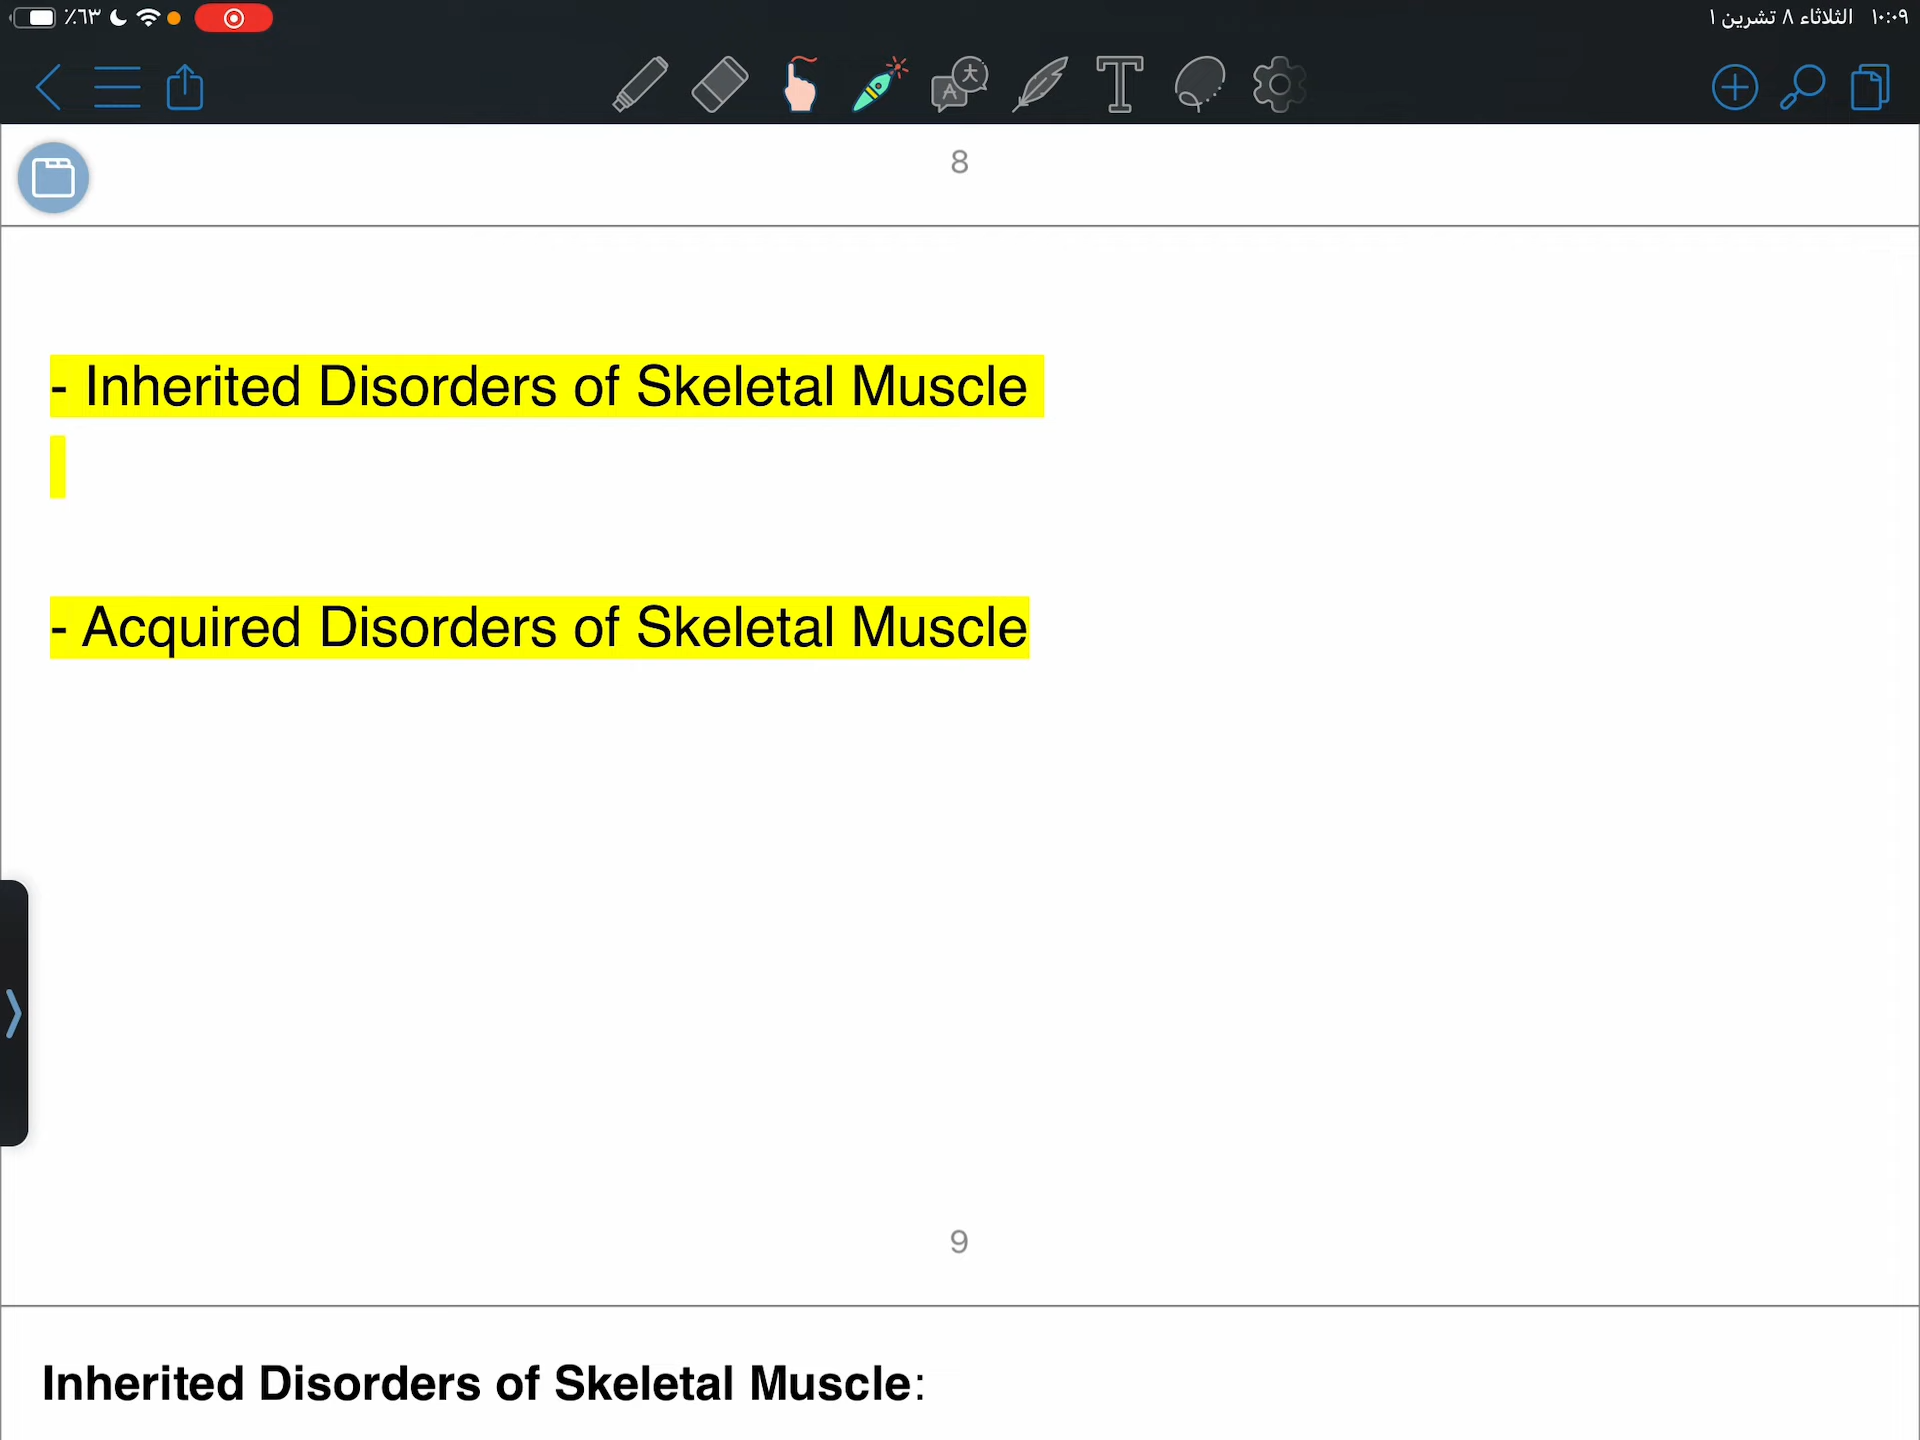 ٪٦٣
١٠:٠٩ الثلاثاء ٨ تشرين ١
8
- Inherited Disorders of Skeletal Muscle
- Acquired Disorders of Skeletal Muscle
9
Inherited Disorders of Skeletal Muscle: